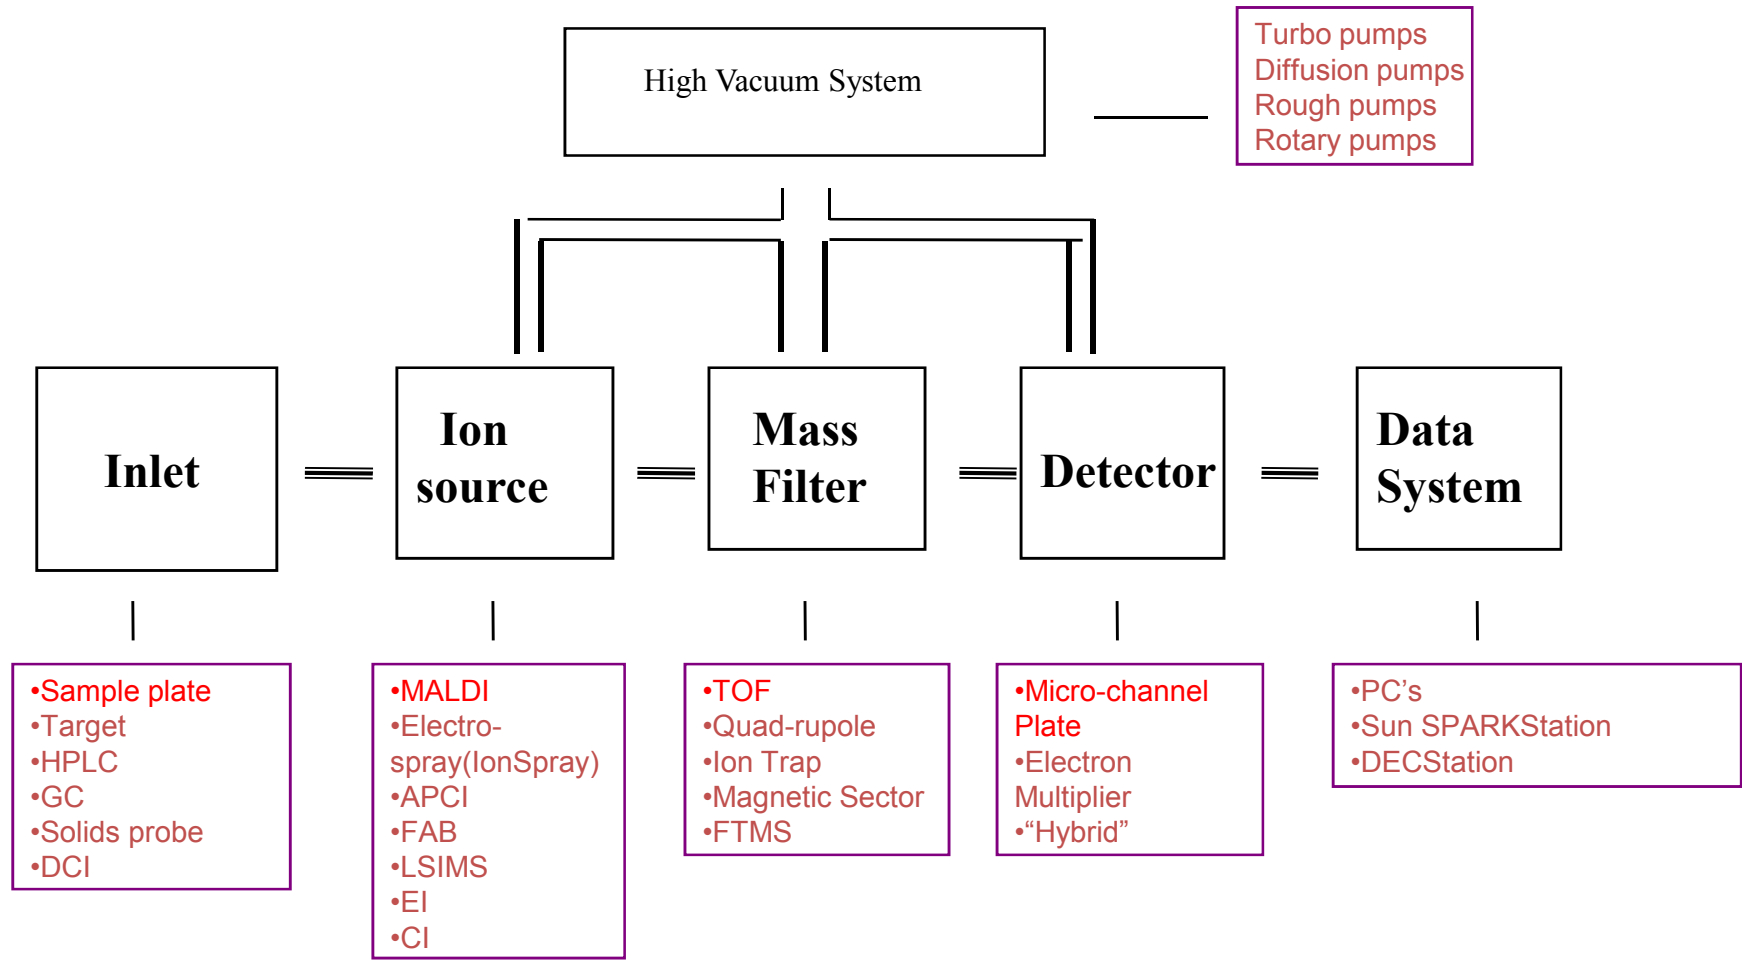 High Vacuum System
Turbo pumps
Diffusion pumps
Rough pumps
Rotary pumps
Inlet
Ion
source
Mass
Filter
Detector
Data
System
•Sample plate
•Target
•HPLC
•GC
•Solids probe
•DCI
•MALDI
•Electro-
spray(IonSpray)
•APCI
•FAB
•LSIMS
•EI
•CI
•TOF
•Quad-rupole
•Ion Trap
•Magnetic Sector
•FTMS
•Micro-channel
Plate
•Electron
Multiplier
•“Hybrid”
•PC’s
•Sun SPARKStation
•DECStation